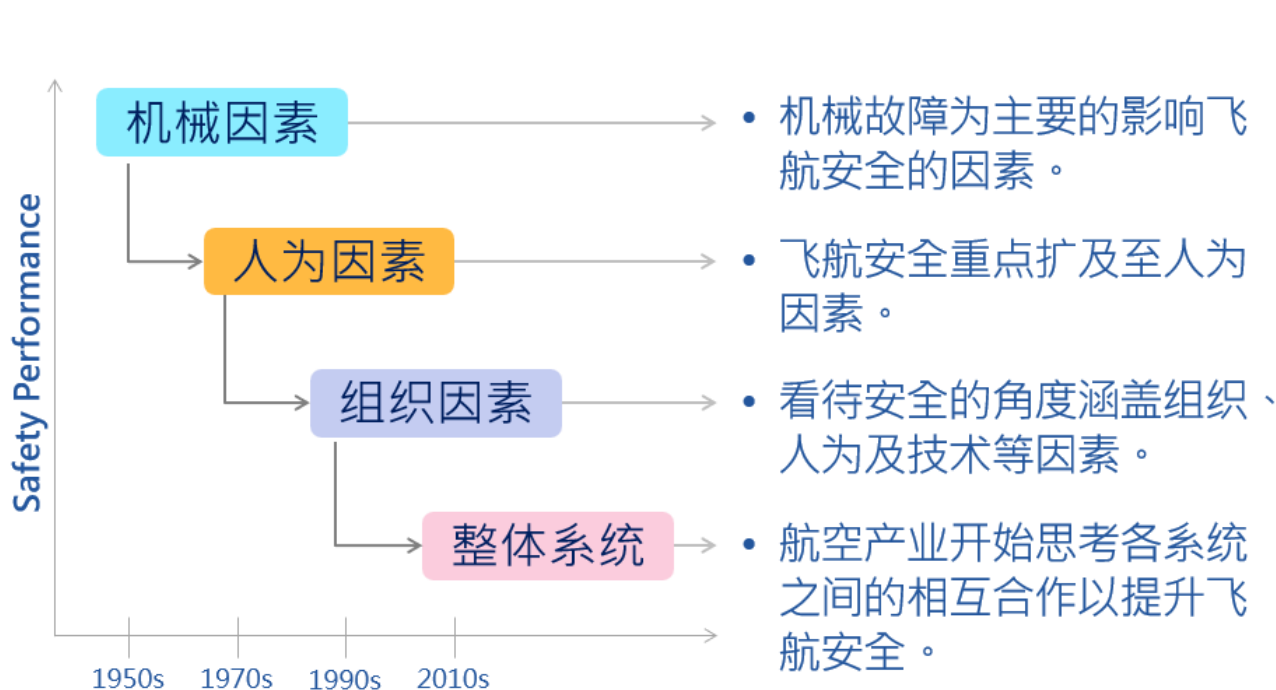 机械因素
机械故障为主要的影响飞
航安全的因素。
人为因素
飞航安全重点扩及至人为
因素。
组织因素
看待安全的角度涵盖组织、
人为及技术等因素。
整体系统
航空产业开始思考各系统
之间的相互合作以提升飞
航安全。
Safety Performance
1950s 1970s 1990s 2010s